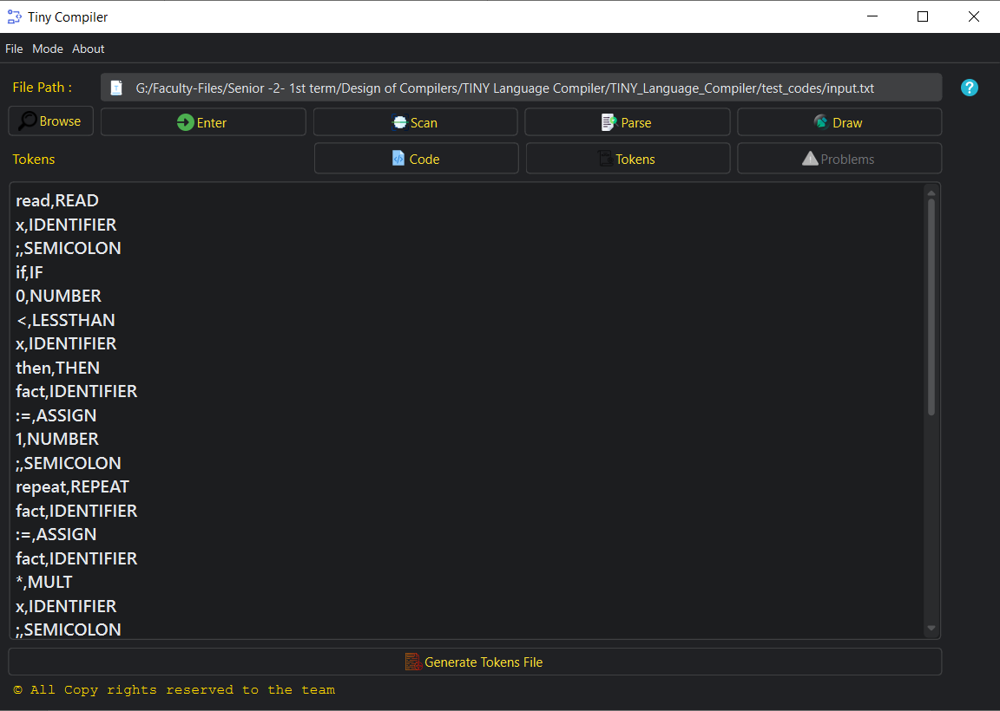 Tiny Compiler
File Mode About
File Path : G:/Faculty-Files/Senior -2- 1st term/Design of Compilers/TINY Language Compiler/TINY_Language_Compiler/test_codes/input.txt ?
Browse Enter Scan Parse Draw
Tokens Code Tokens Problems
read,READ
x,IDENTIFIER
;,SEMICOLON
if,IF
0,NUMBER
<,LESSTHAN
x,IDENTIFIER
then,THEN
fact,IDENTIFIER
:=,ASSIGN
1,NUMBER
;,SEMICOLON
repeat,REPEAT
fact,IDENTIFIER
:=,ASSIGN
fact,IDENTIFIER
*,MULT
x,IDENTIFIER
;,SEMICOLON
Generate Tokens File
© All Copy rights reserved to the team